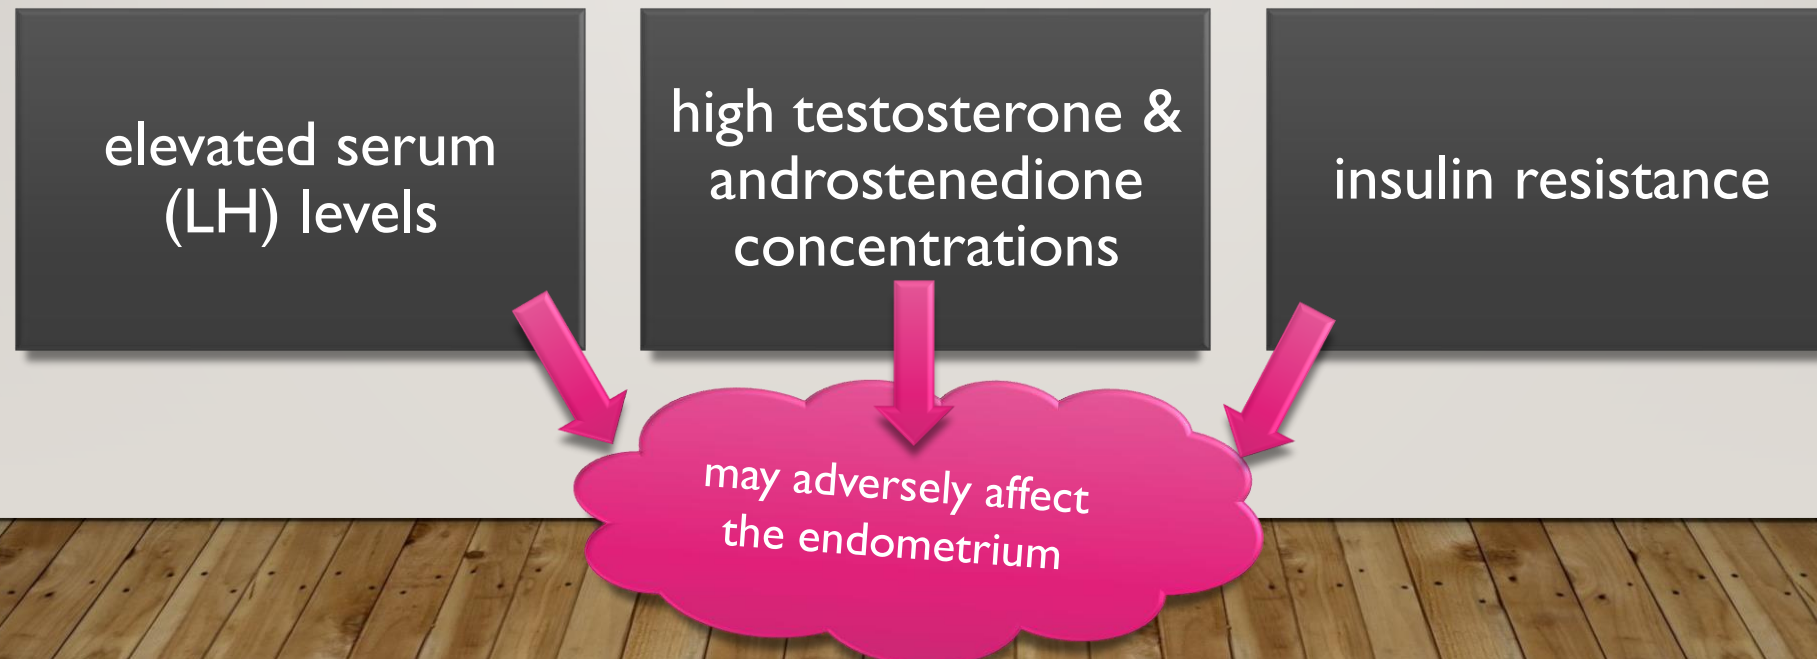 elevated serum
(LH) levels
high testosterone &
androstenedione
concentrations
insulin resistance
may adversely affect
the endometrium